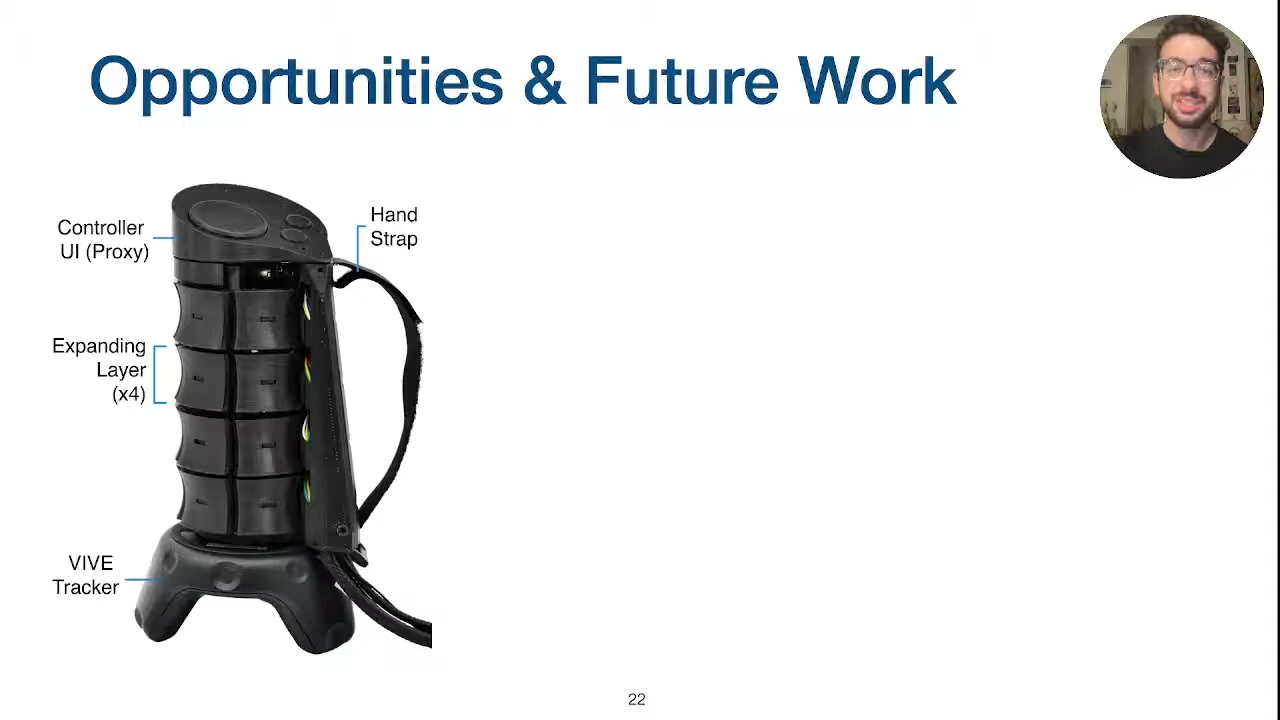 Opportunities & Future Work
Controller
UI (Proxy)
Hand
Strap
Expanding
Layer
(x4)
VIVE
Tracker
22